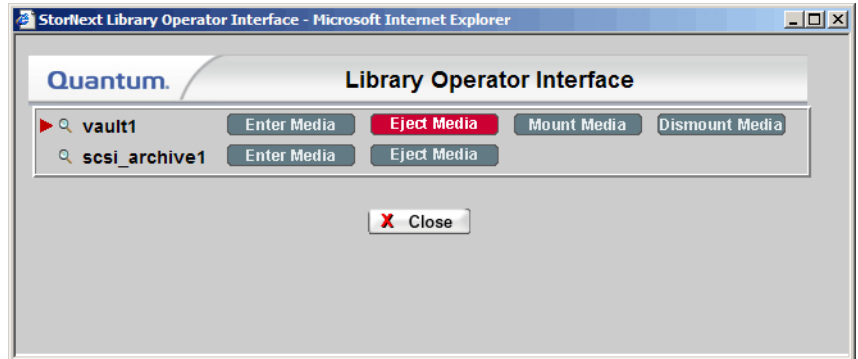 StorNext Library Operator Interface - Microsoft Internet Explorer
Quantum. Library Operator Interface
vault1 Enter Media Eject Media Mount Media Dismount Media
scsi_archive1 Enter Media Eject Media
X Close